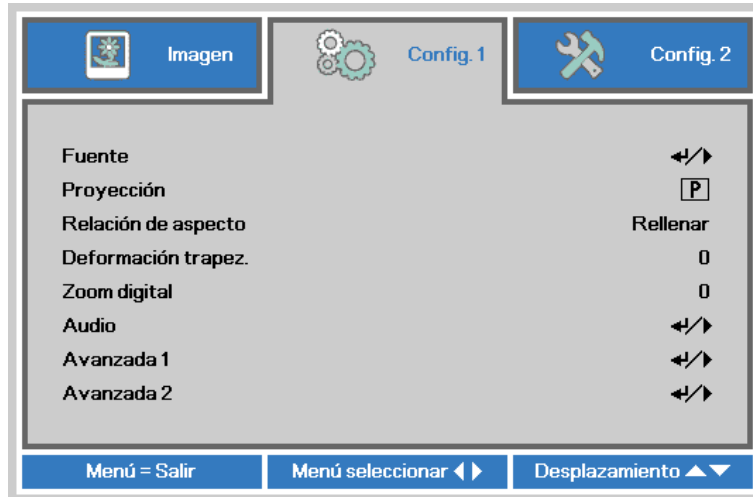 Imagen Config. 1 Config. 2
Fuente
Proyección P
Relación de aspecto Rellenar
Deformación trapez. 0
Zoom digital 0
Audio
Avanzada 1
Avanzada 2
Menú = Salir Menú seleccionar Desplazamiento